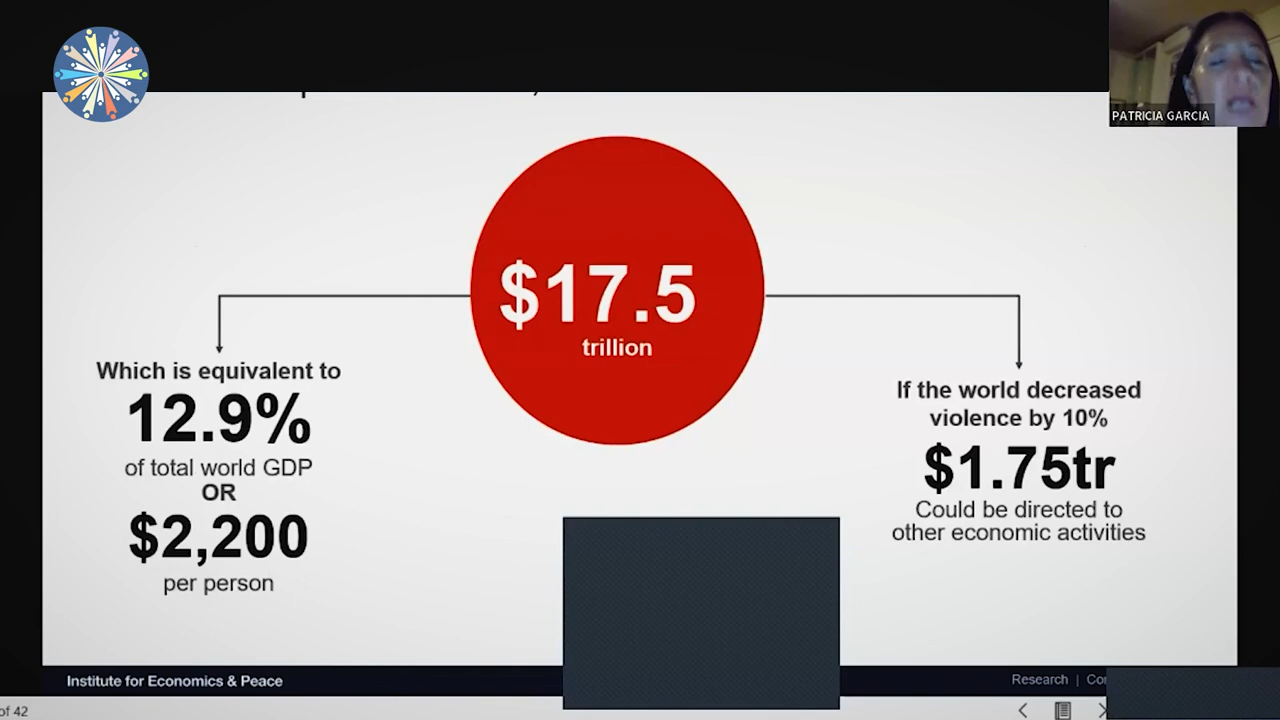 PATRICIA GARCIA
$17.5
trillion
Which is equivalent to
12.9%
of total world GDP
OR
$2,200
per person
If the world decreased
violence by 10%
$1.75tr
Could be directed to
other economic activities
Institute for Economics & Peace
Research |
of 42